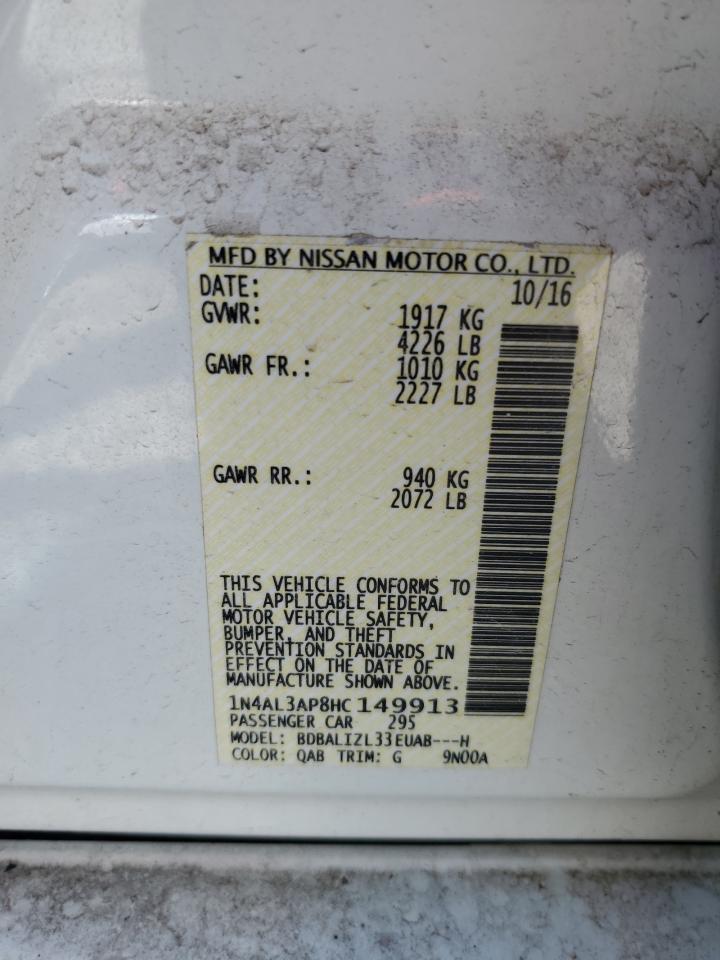 MFD BY NISSAN MOTOR CO., LTD.
DATE: 10/16
GVWR: 1917 KG
4226 LB
GAWR FR.: 1010 KG
2227 LB
GAWR RR.: 940 KG
2072 LB
THIS VEHICLE CONFORMS TO
ALL APPLICABLE FEDERAL
MOTOR VEHICLE SAFETY,
BUMPER, AND THEFT
PREVENTION STANDARDS IN
EFFECT ON THE DATE OF
MANUFACTURE SHOWN ABOVE.
1N4AL3AP8HC149913
PASSENGER CAR 295
MODEL: BDBALIZL33EUAB---H
COLOR: QAB TRIM: G 9N00A